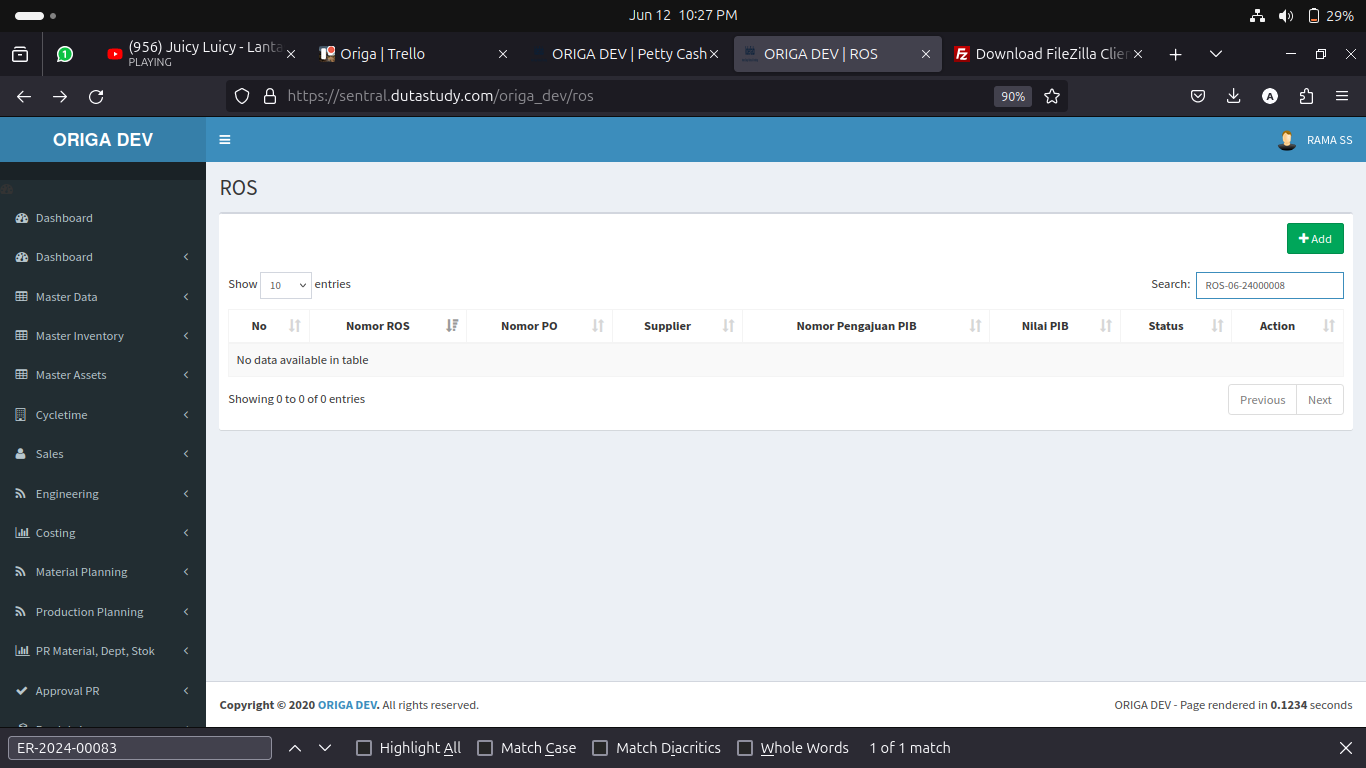 Jun 12 10:27 PM
29%
(956) Juicy Luicy - Lanta
PLAYING
Origa | Trello
ORIGA DEV | Petty Cash
ORIGA DEV | ROS
Download FileZilla Clien
https://sentral.dutastudy.com/origa_dev/ros
90%
A
ORIGA DEV
RAMA SS
ROS
Dashboard
Dashboard
Master Data
Master Inventory
Master Assets
Cycletime
Sales
Engineering
Costing
Material Planning
Production Planning
PR Material, Dept, Stok
Approval PR
Add
Show 10 entries
Search: ROS-06-24000008
No Nomor ROS Nomor PO Supplier Nomor Pengajuan PIB Nilai PIB Status Action
No data available in table
Showing 0 to 0 of 0 entries
Previous Next
Copyright © 2020 ORIGA DEV. All rights reserved.
ORIGA DEV - Page rendered in 0.1234 seconds
ER-2024-00083
Highlight All
Match Case
Match Diacritics
Whole Words
1 of 1 match